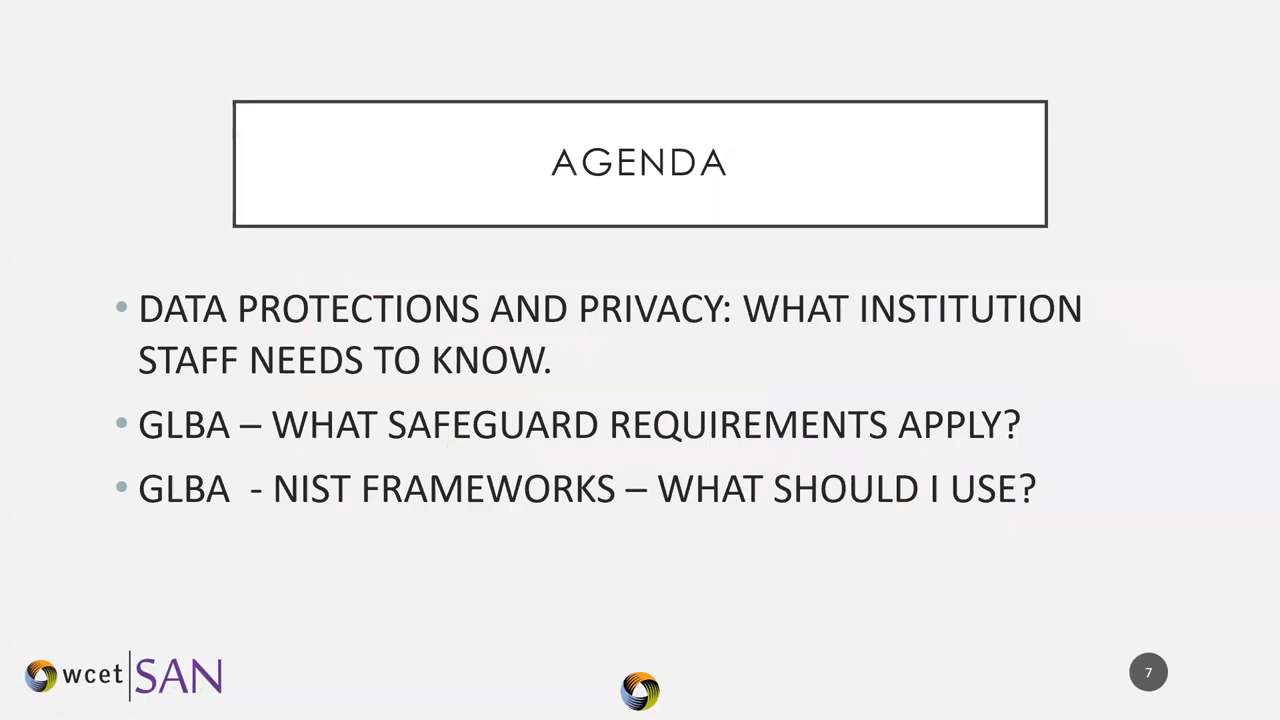 AGENDA
• DATA PROTECTIONS AND PRIVACY: WHAT INSTITUTION
STAFF NEEDS TO KNOW.
• GLBA – WHAT SAFEGUARD REQUIREMENTS APPLY?
• GLBA - NIST FRAMEWORKS – WHAT SHOULD I USE?
wcet SAN
7